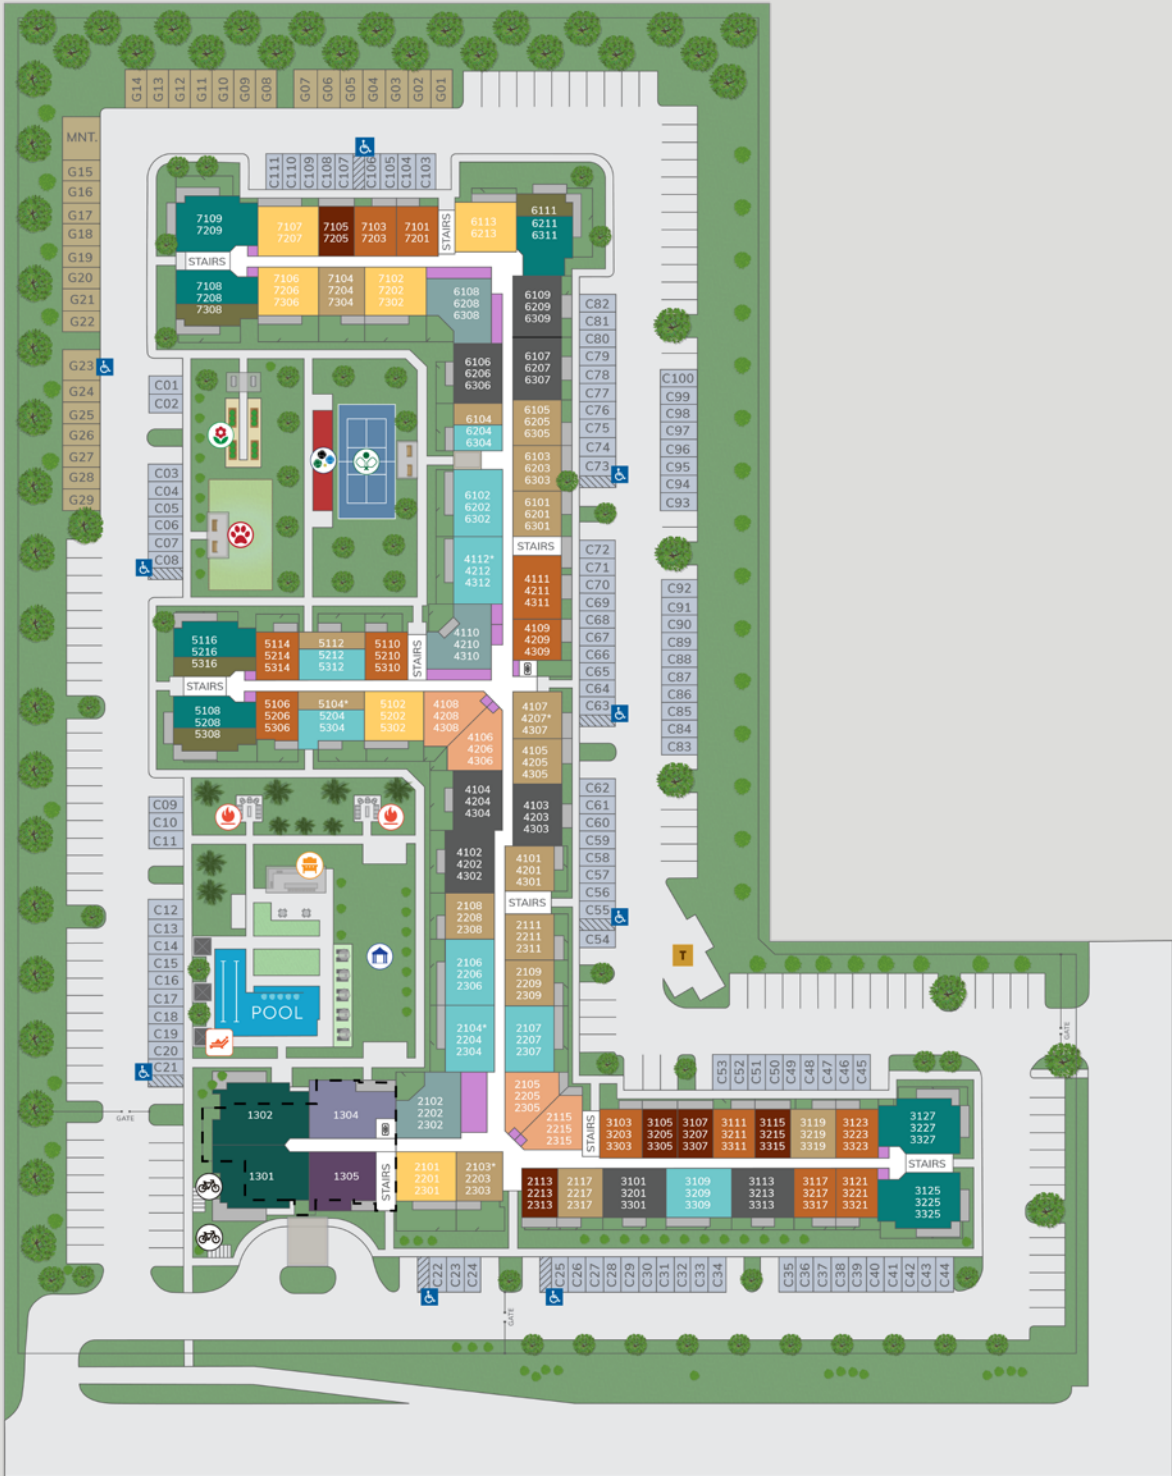 G14 G13 G12 G11 G10 G09 G08 G07 G06 G05 G04 G03 G02 G01
MNT.
G15
G16
G17
G18
G19
G20
G21
G22
G23
G24
G25
G26
G27
G28
G29
C111 C110 C109 C108 C107 C106 C105 C104 C103
7109
7209
7107
7207
7105
7205
7103
7203
7101
7201
STAIRS
6113
6213
6111
6211
6311
STAIRS
7108
7208
7308
7106
7206
7306
7104
7204
7304
7102
7202
7302
6108
6208
6308
6109
6209
6309
6106
6206
6306
6107
6207
6307
6104
6204
6304
6105
6205
6305
6103
6203
6303
6102
6202
6302
6101
6201
6301
STAIRS
4112*
4212
4312
4111
4211
4311
4110
4210
4310
4109
4209
4309
C82
C81
C80
C79
C78
C77
C76
C75
C74
C73
C100
C99
C98
C97
C96
C95
C94
C93
C01
C02
C03
C04
C05
C06
C07
C08
C72
C71
C70
C69
C68
C67
C66
C65
C64
C63
C92
C91
C90
C89
C88
C87
C86
C85
C84
C83
5116
5216
5316
5114
5214
5314
5112
5212
5312
5110
5210
5310
STAIRS
STAIRS
5108
5208
5308
5106
5206
5306
5104*
5204
5304
5102
5202
5302
4108
4208
4308
4106
4206
4306
4107
4207*
4307
4105
4205
4305
4104
4204
4304
4103
4203
4303
4102
4202
4302
4101
4201
4301
STAIRS
C62
C61
C60
C59
C58
C57
C56
C55
C54
C09
C10
C11
C12
C13
C14
C15
C16
C17
C18
C19
C20
C21
2108
2208
2308
2111
2211
2311
2106
2206
2306
2109
2209
2309
2104*
2204
2304
2107
2207
2307
POOL
T
GATE
C53 C52 C51 C50 C49 C48 C47 C46 C45
GATE
1302
1304
2102
2202
2302
2105
2205
2305
2115
2215
2315
STAIRS
3103
3203
3303
3105
3205
3305
3107
3207
3307
3111
3211
3311
3115
3215
3315
3119
3219
3319
3123
3223
3323
3127
3227
3327
STAIRS
1301
1305
STAIRS
2101
2201
2301
2103*
2203
2303
2113
2213
2313
2117
2217
2317
3101
3201
3301
3109
3209
3309
3113
3213
3313
3117
3217
3317
3121
3221
3321
3125
3225
3325
C22 C23 C24 C25 C26 C27 C28 C29 C30 C31 C32 C33 C34 C35 C36 C37 C38 C39 C40 C41 C42 C43 C44
GATE